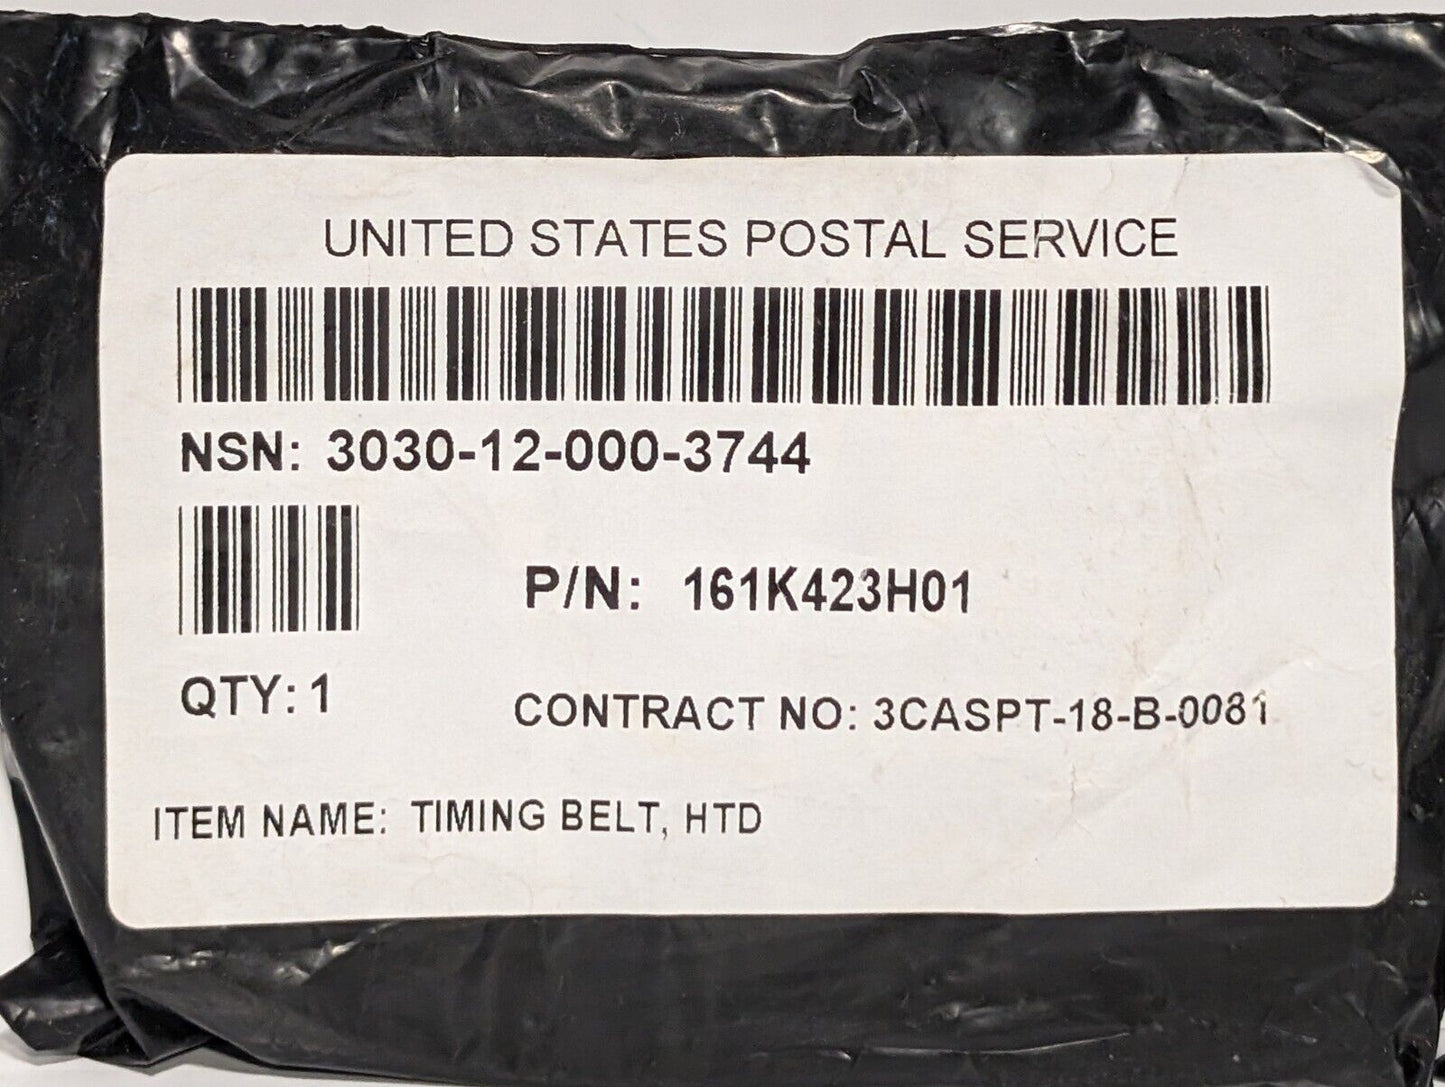 UNITED STATES POSTAL SERVICE
NSN: 3030-12-000-3744
P/N: 161K423H01
QTY: 1
CONTRACT NO: 3CASPT-18-B-0081
ITEM NAME: TIMING BELT, HTD